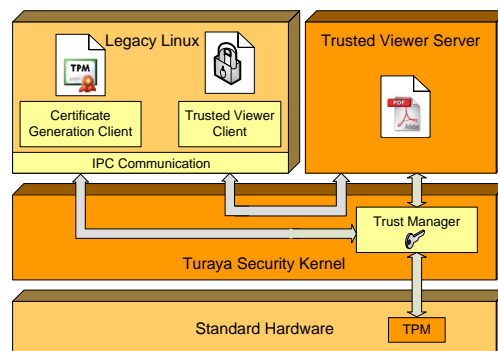 Legacy Linux
TPM
Certificate
Generation Client
Trusted Viewer
Client
IPC Communication
Trusted Viewer Server
PDF
Adobe
Trust Manager
Turaya Security Kernel
Standard Hardware
TPM